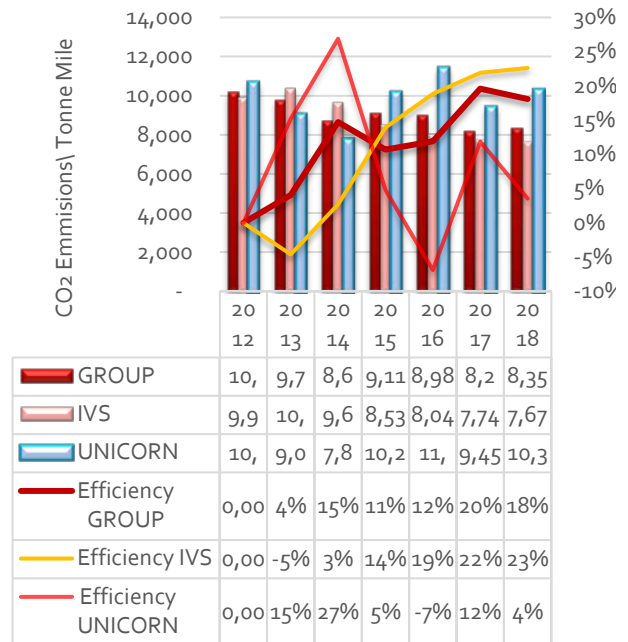 14,000
12,000
10,000
8,000
6,000
4,000
2,000
-
CO2 Emmisions\ Tonne Mile
30%
25%
20%
15%
10%
5%
0%
-5%
-10%
20 20 20 20 20 20 20
12 13 14 15 16 17 18
GROUP 10, 9,7 8,6 9,11 8,98 8,2 8,35
IVS 9,9 10, 9,6 8,53 8,04 7,74 7,67
UNICORN 10, 9,0 7,8 10,2 11, 9,45 10,3
Efficiency
GROUP 0,00 4% 15% 11% 12% 20% 18%
Efficiency IVS 0,00 -5% 3% 14% 19% 22% 23%
Efficiency
UNICORN 0,00 15% 27% 5% -7% 12% 4%